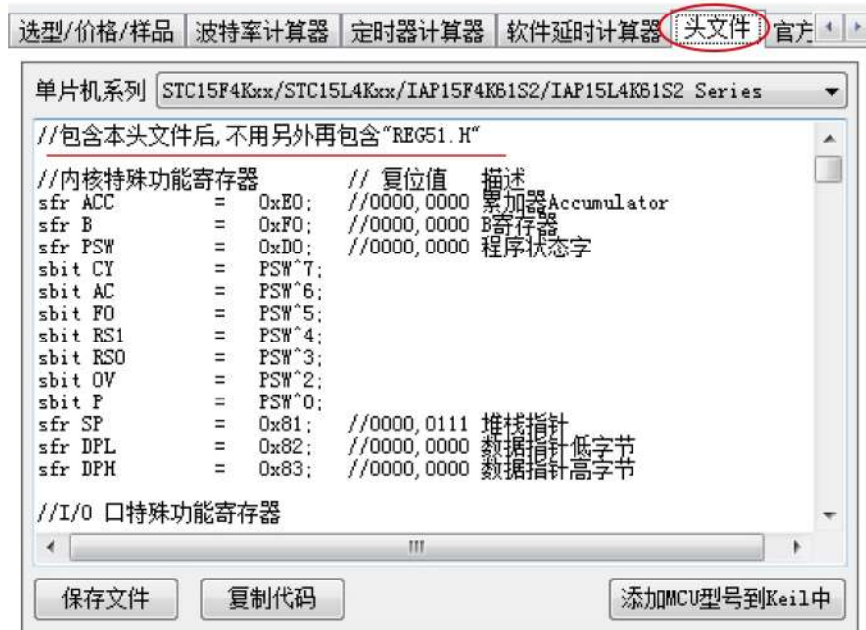 选型/价格/样品 波特率计算器 定时器计算器 软件延时计算器 头文件 官方
单片机系列 STC15F4Kxx/STC15L4Kxx/IAP15F4K61S2/IAP15L4K61S2 Series
//包含本头文件后,不用另外再包含"REG51.H"
//内核特殊功能寄存器 // 复位值 描述
sfr ACC = 0xE0; //0000,0000 累加器Accumulator
sfr B = 0xF0; //0000,0000 B寄存器
sfr PSW = 0xD0; //0000,0000 程序状态字
sbit CY = PSW^7;
sbit AC = PSW^6;
sbit F0 = PSW^5;
sbit RS1 = PSW^4;
sbit RS0 = PSW^3;
sbit OV = PSW^2;
sbit P = PSW^0;
sfr SP = 0x81; //0000,0111 堆栈指针
sfr DPL = 0x82; //0000,0000 数据指针低字节
sfr DPH = 0x83; //0000,0000 数据指针高字节
//I/O 口特殊功能寄存器
保存文件 复制代码 添加MCU型号到Keil中